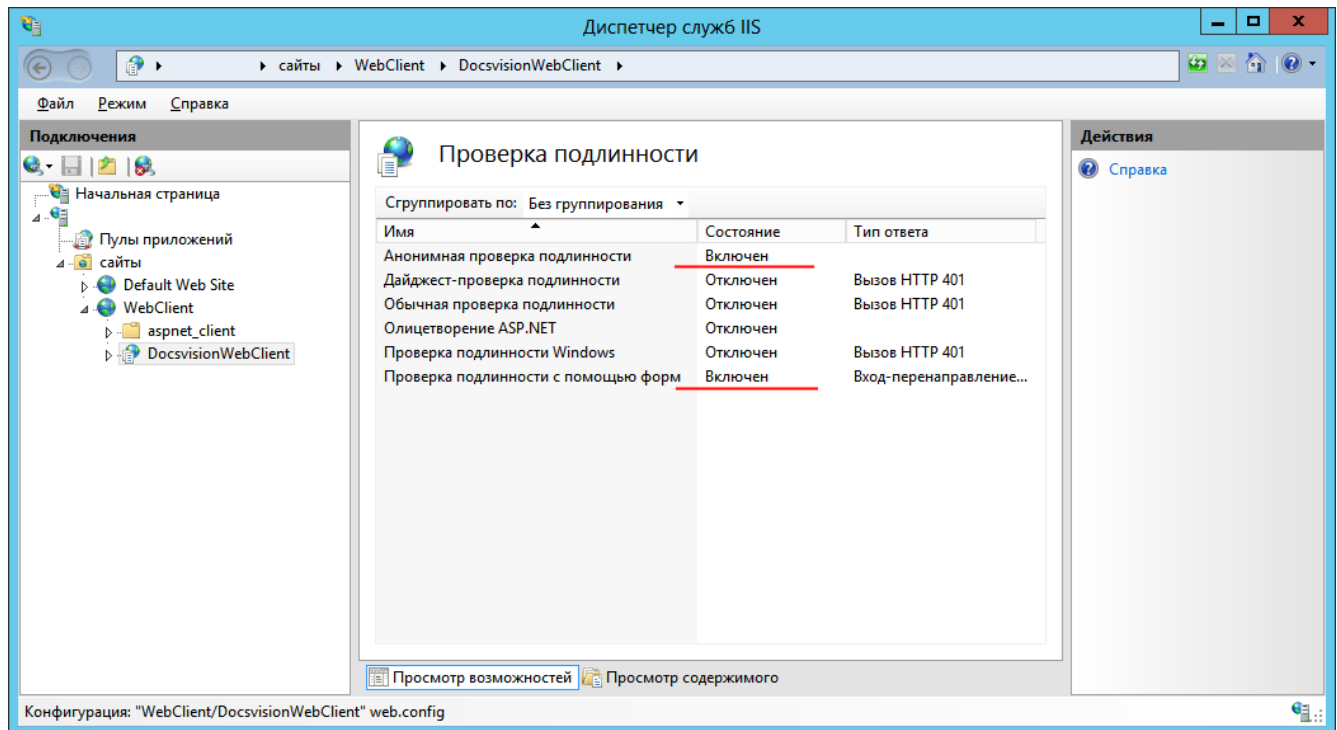 Диспетчер служб IIS
сайты WebClient DocsvisionWebClient
Файл Режим Справка
Подключения
Начальная страница
Пулы приложений
сайты
Default Web Site
WebClient
aspnet_client
DocsvisionWebClient
Проверка подлинности
Сгруппировать по: Без группирования
Имя Состояние Тип ответа
Анонимная проверка подлинности Включен
Дайджест-проверка подлинности Отключен Вызов HTTP 401
Обычная проверка подлинности Отключен Вызов HTTP 401
Олицетворение ASP.NET Отключен
Проверка подлинности Windows Отключен Вызов HTTP 401
Проверка подлинности с помощью форм Включен Вход-перенаправление...
Просмотр возможностей Просмотр содержимого
Действия
Справка
Конфигурация: "WebClient/DocsvisionWebClient" web.config